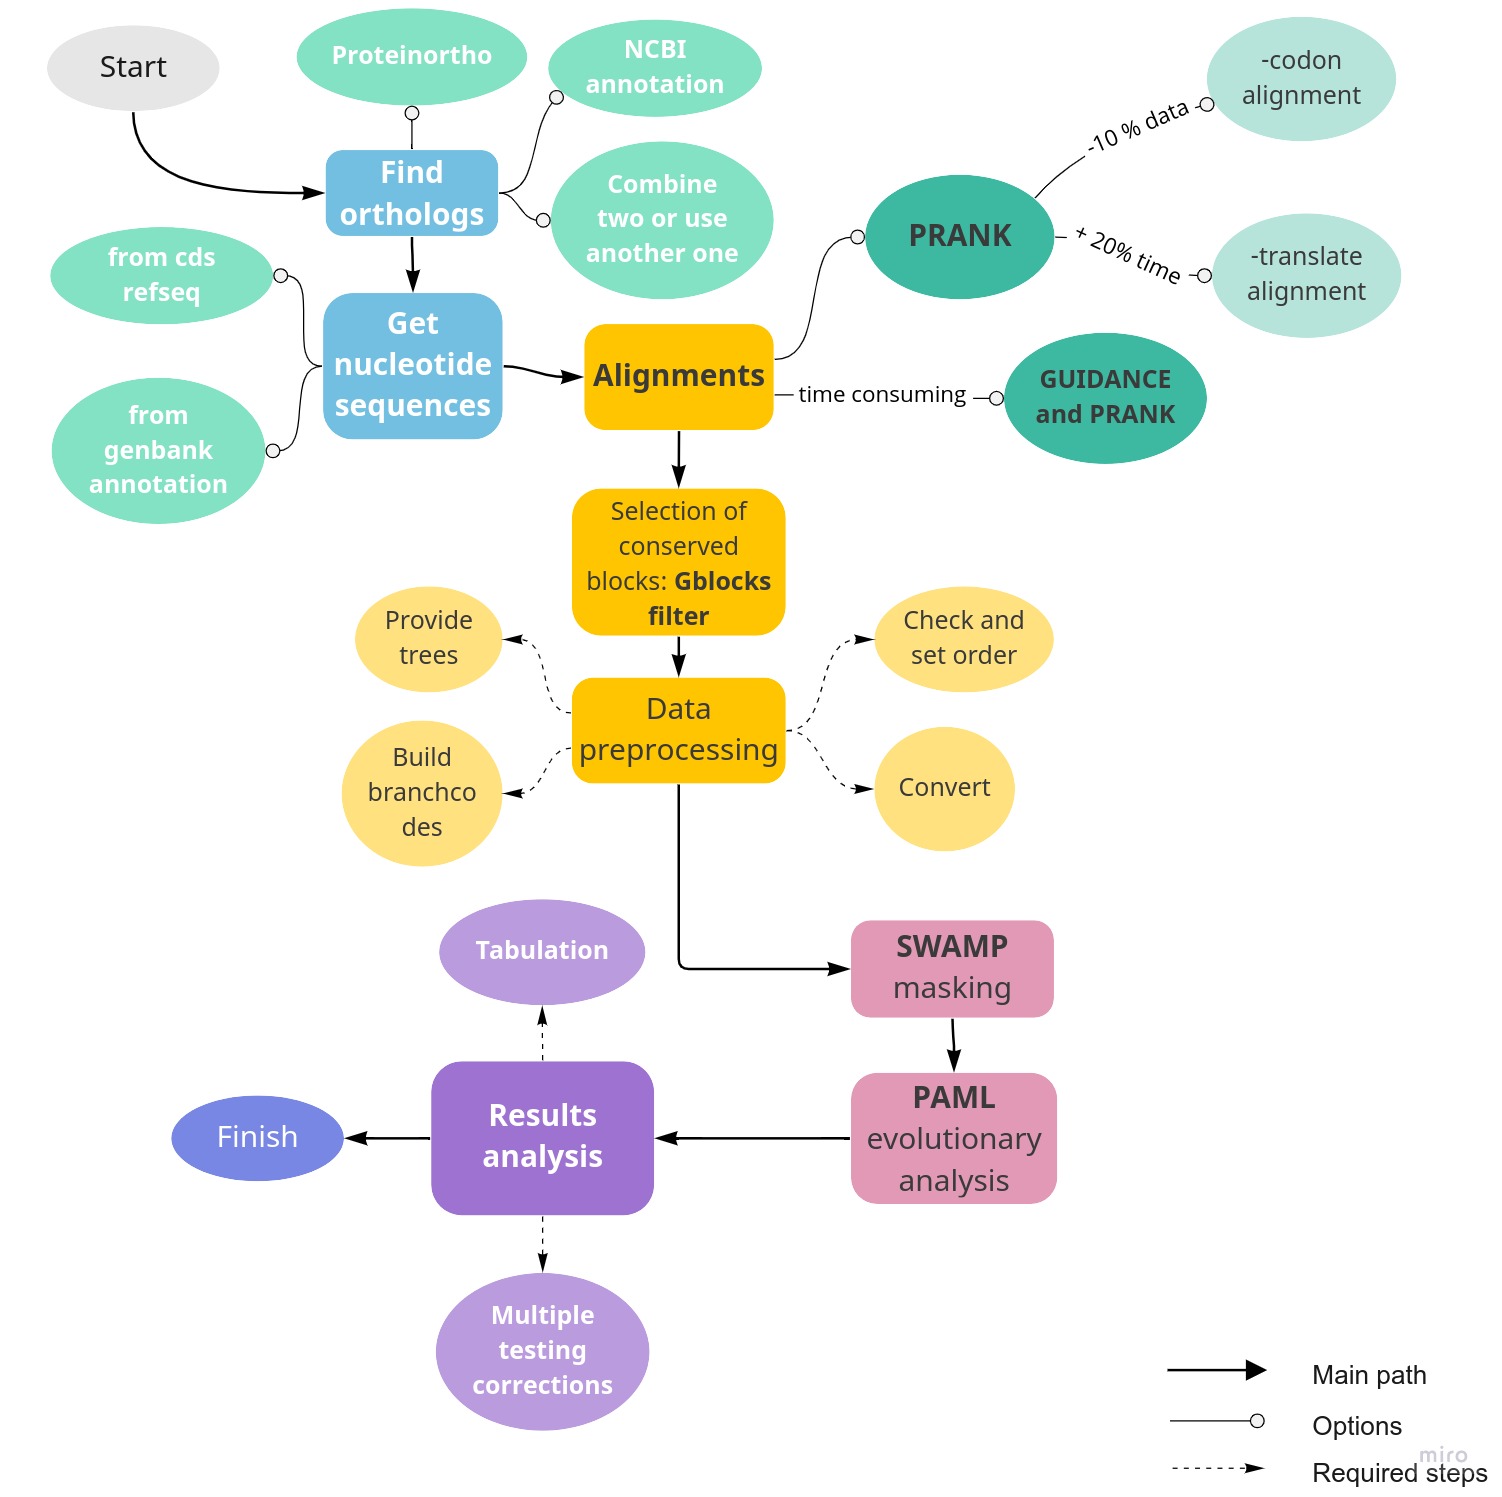 Start
Proteinortho
NCBI
annotation
Find
orthologs
Combine
two or use
another one
from cds
refseq
Get
nucleotide
sequences
from
genbank
annotation
Alignments
PRANK
-10 % data
-codon
alignment
+ 20% time
-translate
alignment
time consuming
GUIDANCE
and PRANK
Selection of
conserved
blocks: Gblocks
filter
Provide
trees
Check and
set order
Data
preprocessing
Build
branchco
des
Convert
Tabulation
SWAMP
masking
PAML
evolutionary
analysis
Results
analysis
Finish
Multiple
testing
corrections
Main path
Options
miro
Required steps